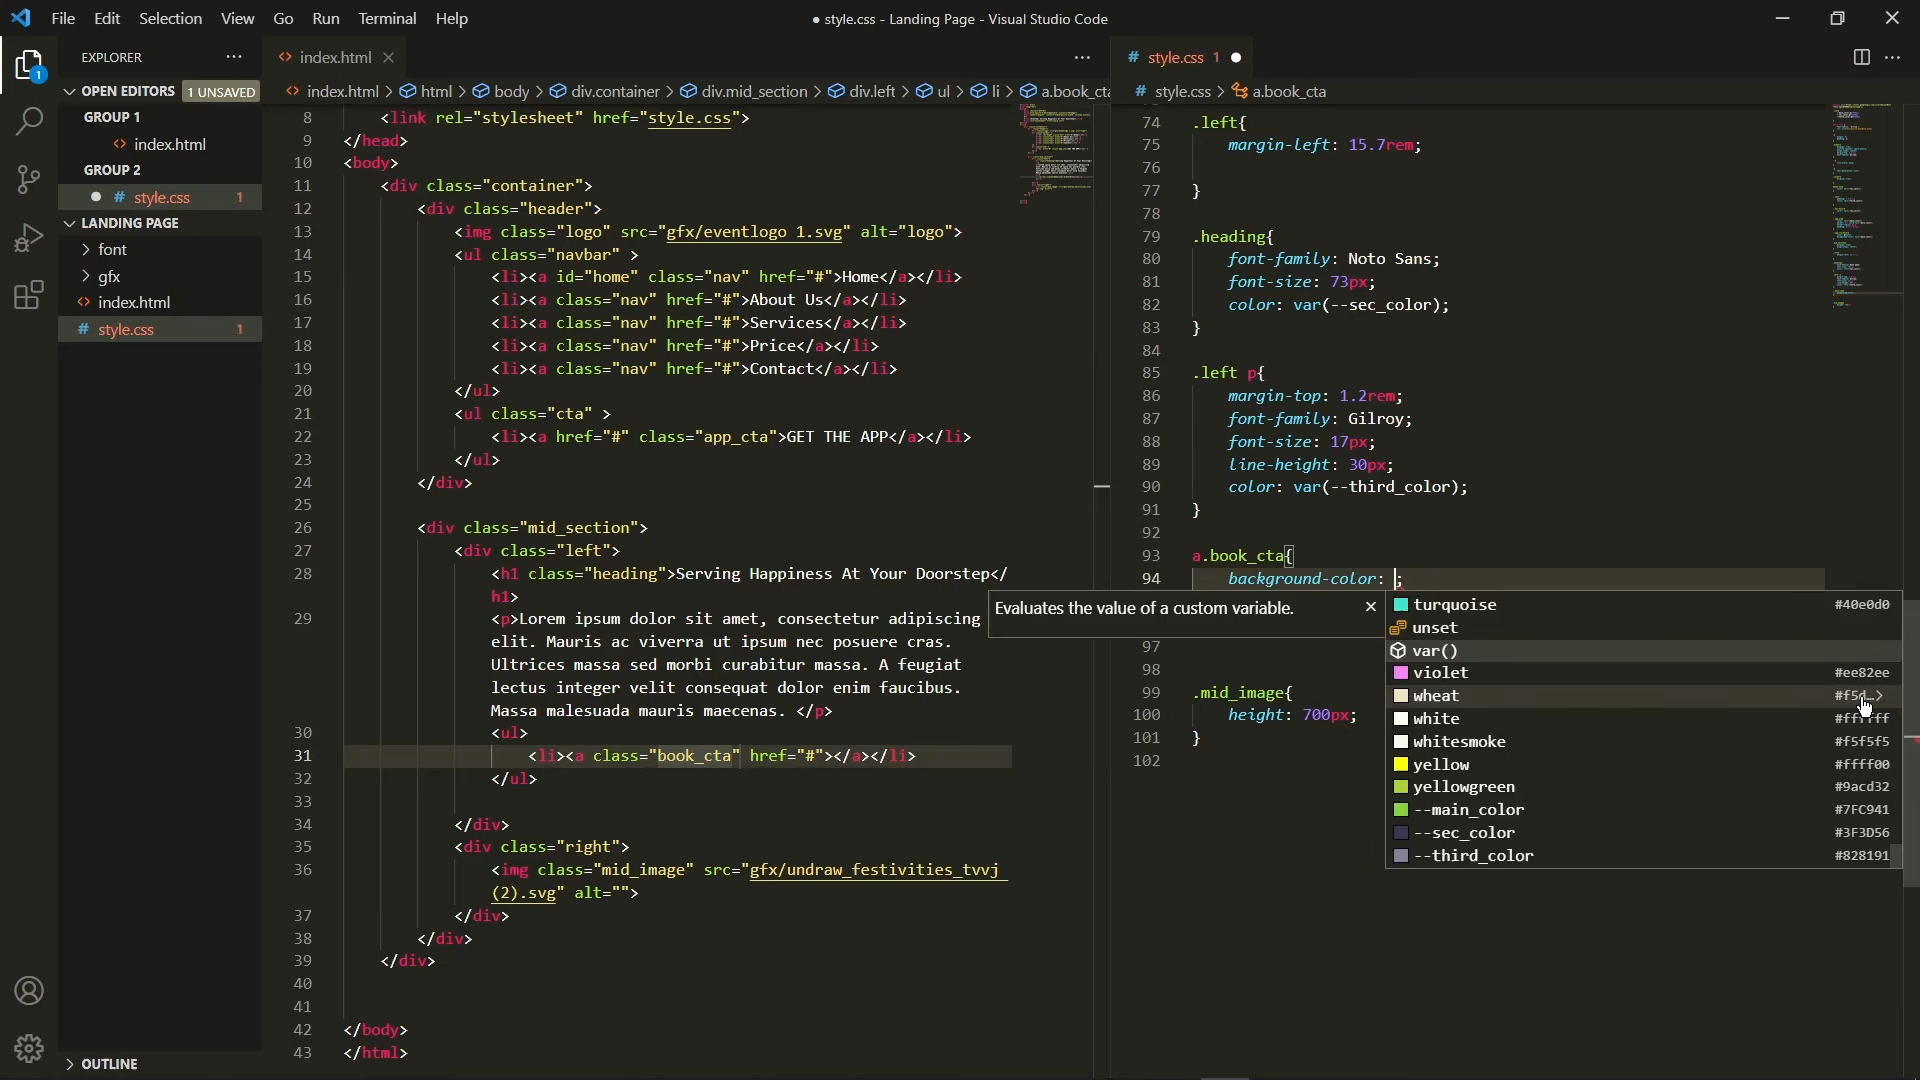 File Edit Selection View Go Run Terminal Help
● style.css - Landing Page - Visual Studio Code
EXPLORER
OPEN EDITORS 1 UNSAVED
GROUP 1
index.html
GROUP 2
# style.css 1
LANDING PAGE
font
gfx
index.html
# style.css 1
OUTLINE
1
index.html
index.html > html > body > div.container > div.mid_section > div.left > ul > li > a.book_cta
8 <link rel="stylesheet" href="style.css">
9 </head>
10 <body>
11 <div class="container">
12 <div class="header">
13 <img class="logo" src="gfx/eventlogo 1.svg" alt="logo">
14 <ul class="navbar" >
15 <li><a id="home" class="nav" href="#">Home</a></li>
16 <li><a class="nav" href="#">About Us</a></li>
17 <li><a class="nav" href="#">Services</a></li>
18 <li><a class="nav" href="#">Price</a></li>
19 <li><a class="nav" href="#">Contact</a></li>
20 </ul>
21 <ul class="cta" >
22 <li><a href="#" class="app_cta">GET THE APP</a></li>
23 </ul>
24 </div>
25
26 <div class="mid_section">
27 <div class="left">
28 <h1 class="heading">Serving Happiness At Your Doorstep</
h1>
29 <p>Lorem ipsum dolor sit amet, consectetur adipiscing
elit. Mauris ac viverra ut ipsum nec posuere cras.
Ultrices massa sed morbi curabitur massa. A feugiat
lectus integer velit consequat dolor enim faucibus.
Massa malesuada mauris maecenas. </p>
30 <ul>
31 <li><a class="book_cta" href="#"></a></li>
32 </ul>
33
34 </div>
35 <div class="right">
36 <img class="mid_image" src="gfx/undraw_festivities_tvvj
(2).svg" alt="">
37 </div>
38 </div>
39 </div>
40
41
42 </body>
43 </html>
# style.css 1 ●
# style.css > a.book_cta
74 .left{
75 margin-left: 15.7rem;
76
77 }
78
79 .heading{
80 font-family: Noto Sans;
81 font-size: 73px;
82 color: var(--sec_color);
83 }
84
85 .left p{
86 margin-top: 1.2rem;
87 font-family: Gilroy;
88 font-size: 17px;
89 line-height: 30px;
90 color: var(--third_color);
91 }
92
93 a.book_cta{
94 background-color: ;
97
98
99 .mid_image{
100 height: 700px;
101 }
102
Evaluates the value of a custom variable.
turquoise #40e0d0
unset
var()
violet #ee82ee
wheat #f5d…>
white #ffffff
whitesmoke #f5f5f5
yellow #ffff00
yellowgreen #9acd32
--main_color #7FC941
--sec_color #3F3D56
--third_color #828191